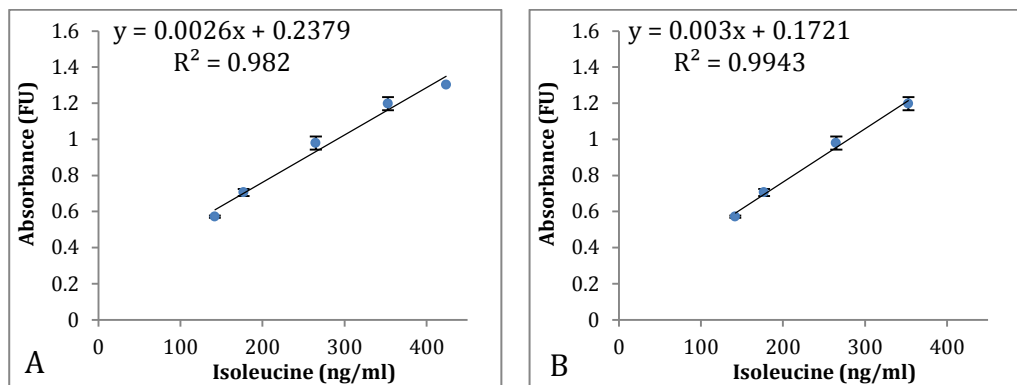 y = 0.0026x + 0.2379
R² = 0.982
1.6
1.4
1.2
1
0.8
0.6
0.4
0.2
0
Absorbance (FU)
0 100 200 300 400
Isoleucine (ng/ml)
A
y = 0.003x + 0.1721
R² = 0.9943
1.6
1.4
1.2
1
0.8
0.6
0.4
0.2
0
Absorbance (FU)
0 100 200 300 400
Isoleucine (ng/ml)
B